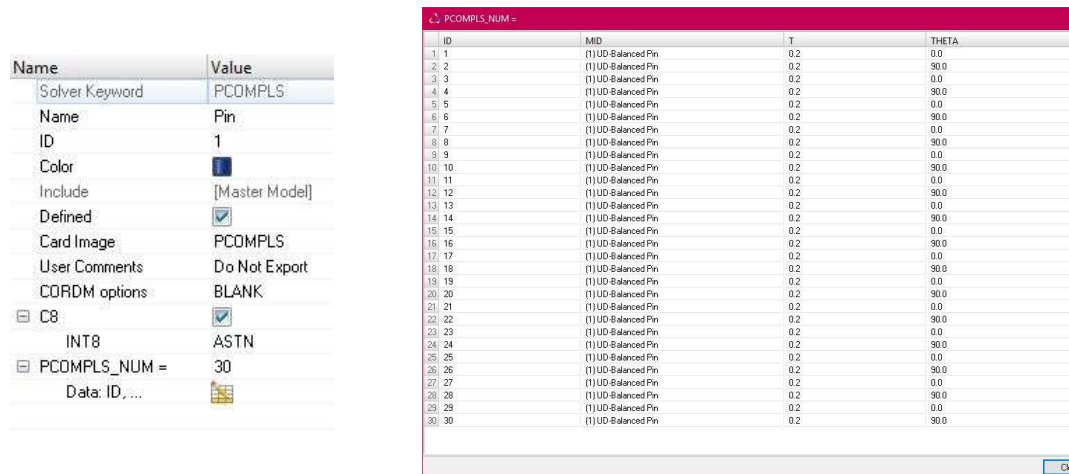 Name Value
Solver Keyword PCOMPLS
Name Pin
ID 1
Color
Include [Master Model]
Defined
Card Image PCOMPLS
User Comments Do Not Export
CORDM options BLANK
C8
INT8 ASTN
PCOMPLS_NUM = 30
Data: ID, ...
PCOMPLS_NUM =
ID MID T THETA
1 1 (1) UD-Balanced Pin 0.2 0.0
2 2 (1) UD-Balanced Pin 0.2 90.0
3 3 (1) UD-Balanced Pin 0.2 0.0
4 4 (1) UD-Balanced Pin 0.2 90.0
5 5 (1) UD-Balanced Pin 0.2 0.0
6 6 (1) UD-Balanced Pin 0.2 90.0
7 7 (1) UD-Balanced Pin 0.2 0.0
8 8 (1) UD-Balanced Pin 0.2 90.0
9 9 (1) UD-Balanced Pin 0.2 0.0
10 10 (1) UD-Balanced Pin 0.2 90.0
11 11 (1) UD-Balanced Pin 0.2 0.0
12 12 (1) UD-Balanced Pin 0.2 90.0
13 13 (1) UD-Balanced Pin 0.2 0.0
14 14 (1) UD-Balanced Pin 0.2 90.0
15 15 (1) UD-Balanced Pin 0.2 0.0
16 16 (1) UD-Balanced Pin 0.2 90.0
17 17 (1) UD-Balanced Pin 0.2 0.0
18 18 (1) UD-Balanced Pin 0.2 90.0
19 19 (1) UD-Balanced Pin 0.2 0.0
20 20 (1) UD-Balanced Pin 0.2 90.0
21 21 (1) UD-Balanced Pin 0.2 0.0
22 22 (1) UD-Balanced Pin 0.2 90.0
23 23 (1) UD-Balanced Pin 0.2 0.0
24 24 (1) UD-Balanced Pin 0.2 90.0
25 25 (1) UD-Balanced Pin 0.2 0.0
26 26 (1) UD-Balanced Pin 0.2 90.0
27 27 (1) UD-Balanced Pin 0.2 0.0
28 28 (1) UD-Balanced Pin 0.2 90.0
29 29 (1) UD-Balanced Pin 0.2 0.0
30 30 (1) UD-Balanced Pin 0.2 90.0